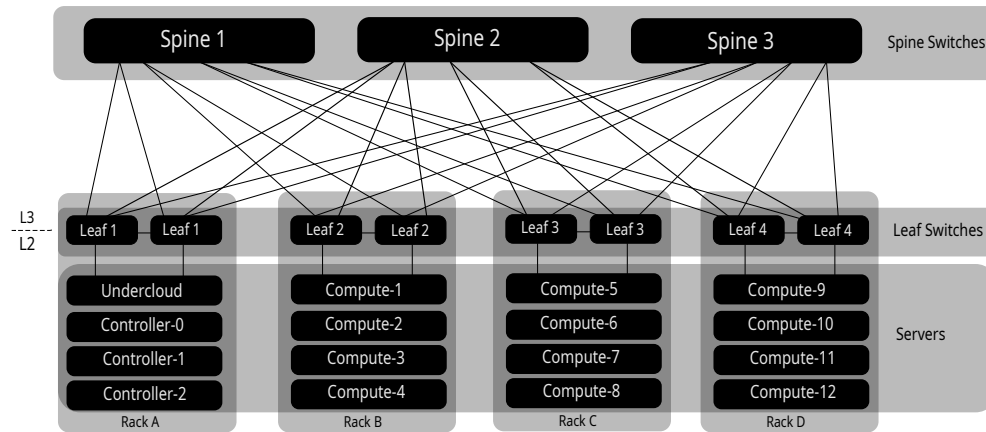 Spine 1
Spine 2
Spine 3
Spine Switches
L3
L2
Leaf 1
Leaf 1
Leaf 2
Leaf 2
Leaf 3
Leaf 3
Leaf 4
Leaf 4
Leaf Switches
Undercloud
Controller-0
Controller-1
Controller-2
Rack A
Compute-1
Compute-2
Compute-3
Compute-4
Rack B
Compute-5
Compute-6
Compute-7
Compute-8
Rack C
Compute-9
Compute-10
Compute-11
Compute-12
Rack D
Servers